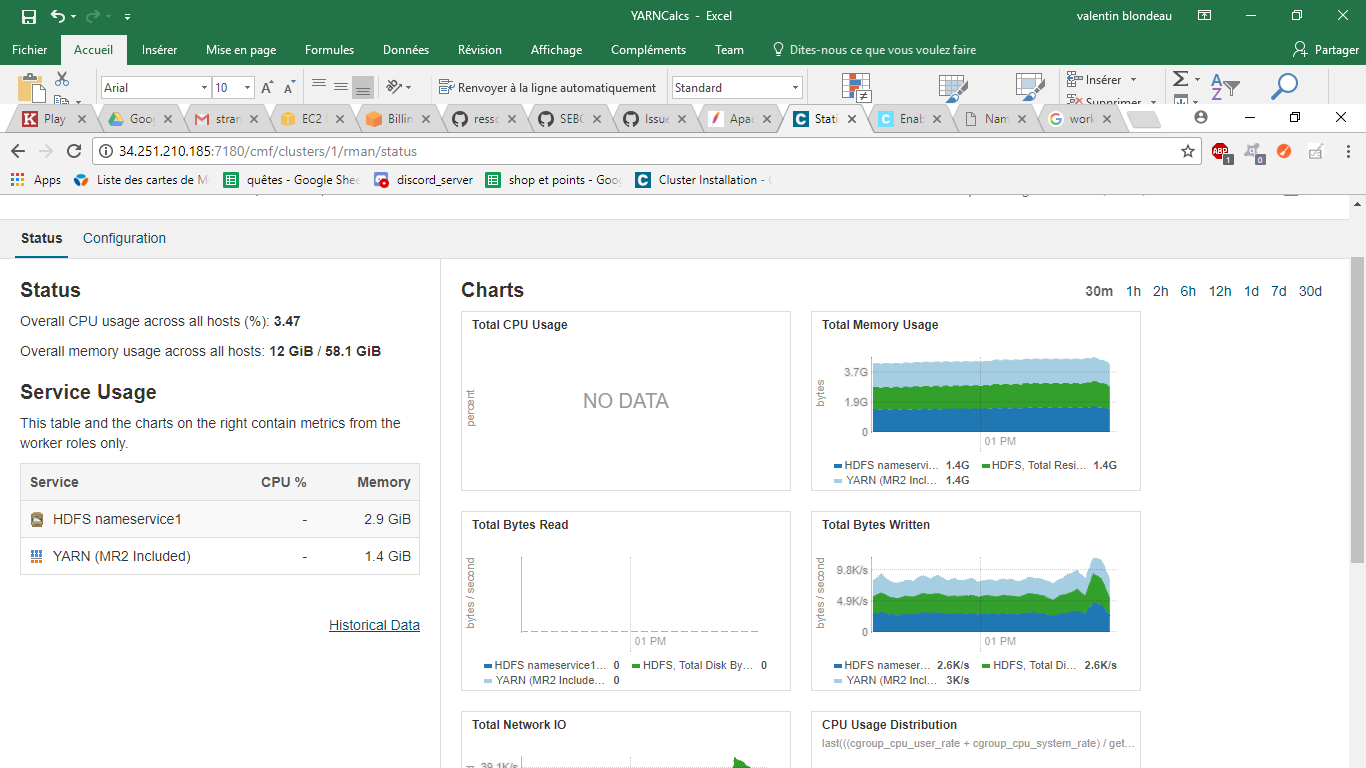 YARNCalcs - Excel
valentin blondeau
Fichier Accueil Insérer Mise en page Formules Données Révision Affichage Compléments Team Dites-nous ce que vous voulez faire Partager
Arial 10 Renvoyer à la ligne automatiquement Standard Insérer
Supprimer
Play Goo Gmail stran EC2 Billin resso SEBC Issue Apac Stati Enab Nam work
34.251.210.185:7180/cmf/clusters/1/rman/status
Apps Liste des cartes de M quêtes - Google Shee discord_server shop et points - Goo Cluster Installation -
Status Configuration
Status
Overall CPU usage across all hosts (%): 3.47
Overall memory usage across all hosts: 12 GiB / 58.1 GiB
Service Usage
This table and the charts on the right contain metrics from the
worker roles only.
Service CPU % Memory
HDFS nameservice1 - 2.9 GiB
YARN (MR2 Included) - 1.4 GiB
Historical Data
Charts
30m 1h 2h 6h 12h 1d 7d 30d
Total CPU Usage
percent
NO DATA
Total Memory Usage
bytes
3.7G
1.9G
0
01 PM
HDFS nameservi... 1.4G HDFS, Total Resi... 1.4G
YARN (MR2 Incl... 1.4G
Total Bytes Read
bytes / second
01 PM
HDFS nameservice1... 0 HDFS, Total Disk By... 0
YARN (MR2 Include... 0
Total Bytes Written
bytes / second
9.8K/s
4.9K/s
0
01 PM
HDFS nameser... 2.6K/s HDFS, Total Di... 2.6K/s
YARN (MR2 Incl... 3K/s
Total Network IO
39.1K/s
CPU Usage Distribution
last(((cgroup_cpu_user_rate + cgroup_cpu_system_rate) / get...